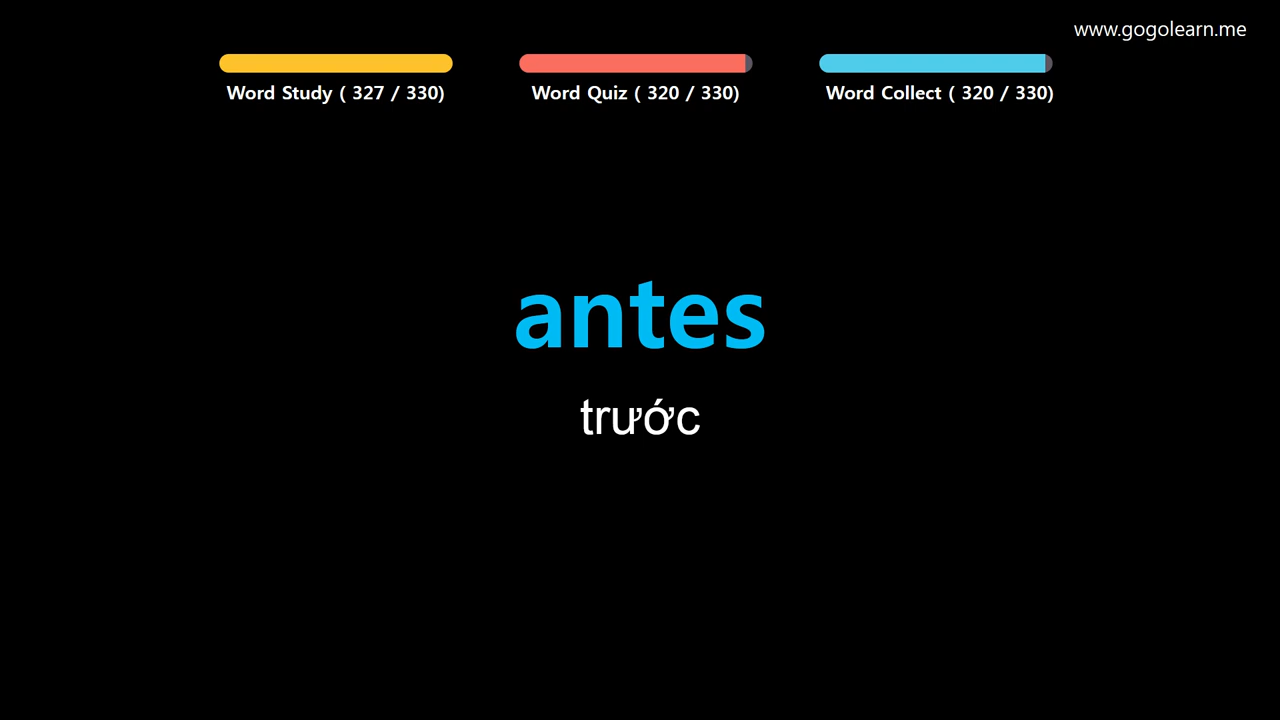 www.gogolearn.me
Word Study ( 327 / 330)
Word Quiz ( 320 / 330)
Word Collect ( 320 / 330)
antes
trước